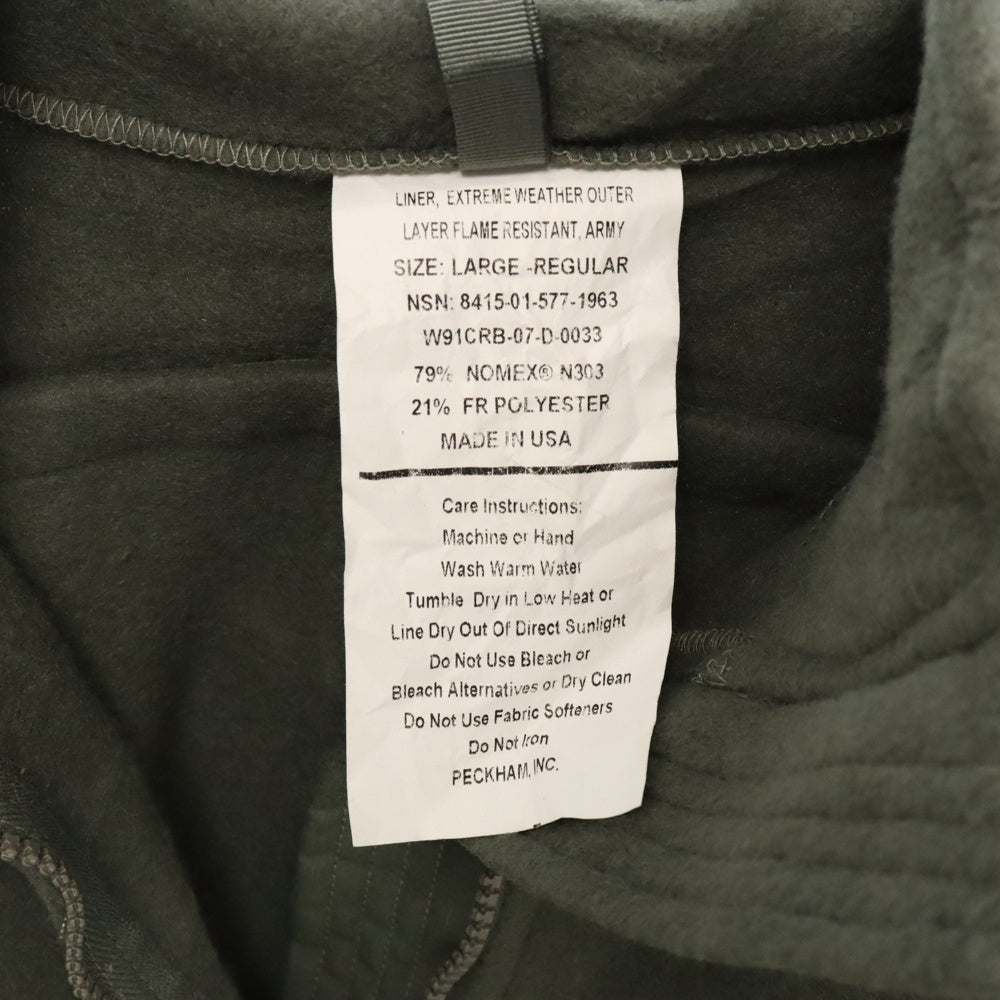 LINER, EXTREME WEATHER OUTER
LAYER FLAME RESISTANT, ARMY
SIZE: LARGE -REGULAR
NSN: 8415-01-577-1963
W91CRB-07-D-0033
79% NOMEX® N303
21% FR POLYESTER
MADE IN USA
Care Instructions:
Machine or Hand
Wash Warm Water
Tumble Dry in Low Heat or
Line Dry Out Of Direct Sunlight
Do Not Use Bleach or
Bleach Alternatives or Dry Clean
Do Not Use Fabric Softeners
Do Not Iron
PECKHAM, INC.